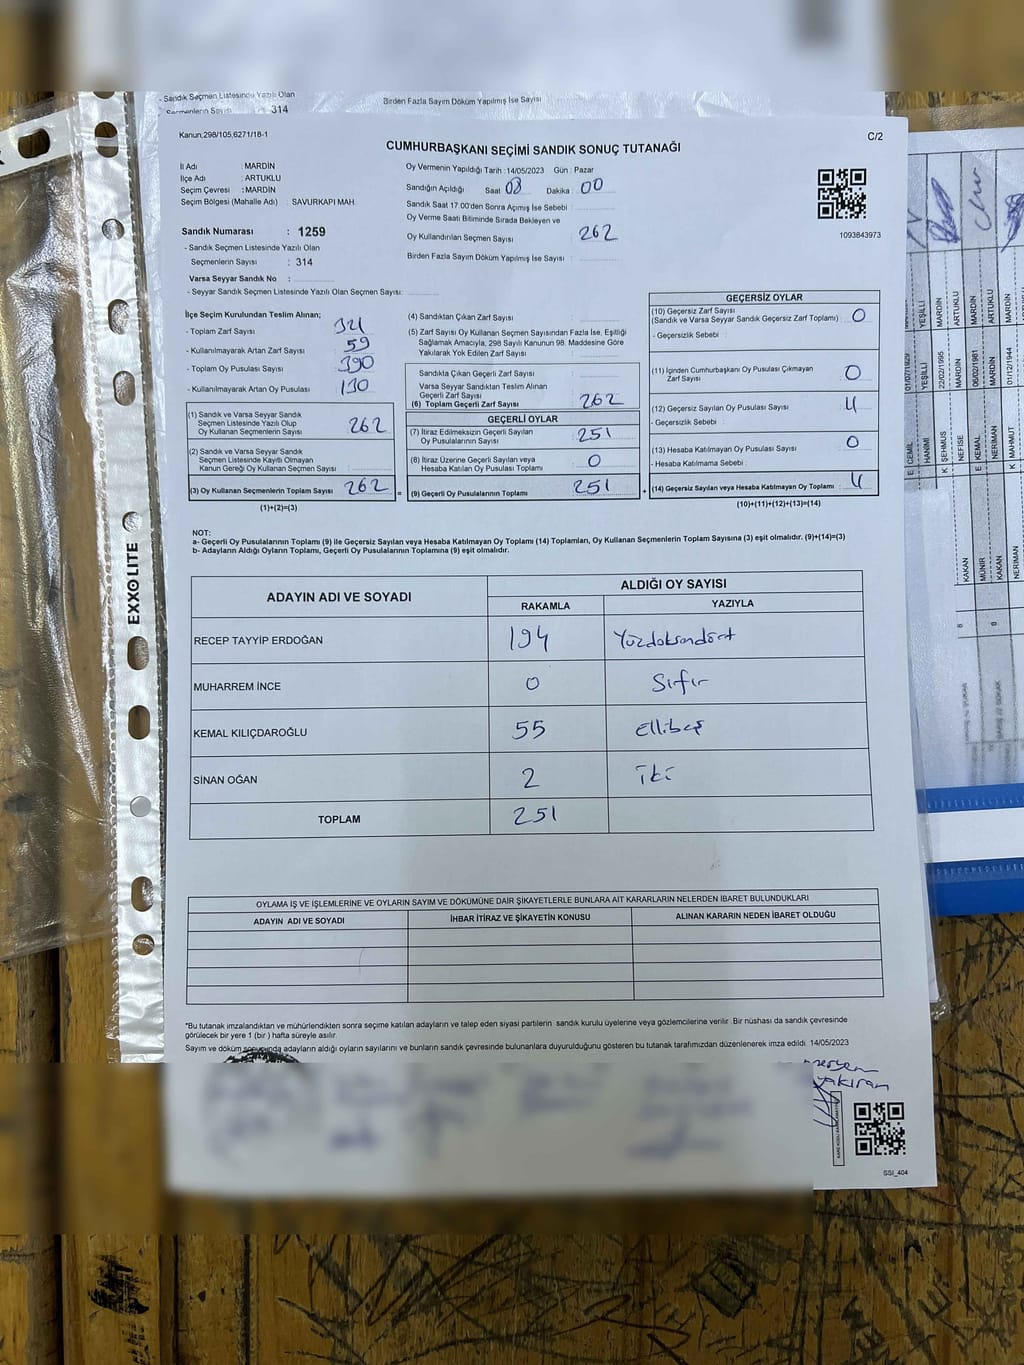 - Sandık Seçmen Listesinde Yazılı Olan
Seçmenlerin Sayısı : 314
Birden Fazla Sayım Döküm Yapılmış İse Sayısı
Kanun,298/105,6271/18-1
C/2
CUMHURBAŞKANI SEÇİMİ SANDIK SONUÇ TUTANAĞI
İl Adı : MARDİN
İlçe Adı : ARTUKLU
Seçim Çevresi : MARDİN
Seçim Bölgesi (Mahalle Adı) : SAVURKAPI MAH.
Oy Vermenin Yapıldığı Tarih : 14/05/2023 Gün : Pazar
Sandığın Açıldığı Saat 08 Dakika : 00
Sandık Saat 17.00'den Sonra Açımış İse Sebebi :
Oy Verme Saati Bitiminde Sırada Bekleyen ve
Oy Kullandırılan Seçmen Sayısı : 262
Birden Fazla Sayım Döküm Yapılmış İse Sayısı :
1093843973
Sandık Numarası : 1259
- Sandık Seçmen Listesinde Yazılı Olan
Seçmenlerin Sayısı : 314
Varsa Seyyar Sandık No :
- Seyyar Sandık Seçmen Listesinde Yazılı Olan Seçmen Sayısı:
İlçe Seçim Kurulundan Teslim Alınan;
- Toplam Zarf Sayısı : 321
- Kullanılmayarak Artan Zarf Sayısı : 59
- Toplam Oy Pusulası Sayısı : 390
- Kullanılmayarak Artan Oy Pusulası : 130
(1) Sandık ve Varsa Seyyar Sandık
Seçmen Listesinde Yazılı Olup
Oy Kullanan Seçmenlerin Sayısı : 262
(2) Sandık ve Varsa Seyyar Sandık
Seçmen Listesinde Kayıtlı Olmayan
Kanun Gereği Oy Kullanan Seçmen Sayısı :
(3) Oy Kullanan Seçmenlerin Toplam Sayısı : 262
(1)+(2)=(3)
=
(4) Sandıktan Çıkan Zarf Sayısı :
(5) Zarf Sayısı Oy Kullanan Seçmen Sayısından Fazla İse, Eşitliği
Sağlamak Amacıyla, 298 Sayılı Kanunun 98. Maddesine Göre
Yakılarak Yok Edilen Zarf Sayısı :
Sandıkta Çıkan Geçerli Zarf Sayısı :
Varsa Seyyar Sandıktan Teslim Alınan
Geçerli Zarf Sayısı :
(6) Toplam Geçerli Zarf Sayısı : 262
GEÇERLİ OYLAR
(7) İtiraz Edilmeksizin Geçerli Sayılan
Oy Pusulalarının Sayısı : 251
(8) İtiraz Üzerine Geçerli Sayılan veya
Hesaba Katılan Oy Pusulası Toplamı : 0
(9) Geçerli Oy Pusulalarının Toplamı : 251
+
GEÇERSİZ OYLAR
(10) Geçersiz Zarf Sayısı
(Sandık ve Varsa Seyyar Sandık Geçersiz Zarf Toplamı) : 0
- Geçersizlik Sebebi :
(11) İçinden Cumhurbaşkanı Oy Pusulası Çıkmayan
Zarf Sayısı : 0
(12) Geçersiz Sayılan Oy Pusulası Sayısı : 11
- Geçersizlik Sebebi :
(13) Hesaba Katılmayan Oy Pusulası Sayısı : 0
- Hesaba Katılmama Sebebi :
(14) Geçersiz Sayılan veya Hesaba Katılmayan Oy Toplamı : 11
(10)+(11)+(12)+(13)=(14)
NOT:
a- Geçerli Oy Pusulalarının Toplamı (9) ile Geçersiz Sayılan veya Hesaba Katılmayan Oy Toplamı (14) Toplamları, Oy Kullanan Seçmenlerin Toplam Sayısına (3) eşit olmalıdır. (9)+(14)=(3)
b- Adayların Aldığı Oyların Toplamı, Geçerli Oy Pusulalarının Toplamına (9) eşit olmalıdır.
ADAYIN ADI VE SOYADI
ALDIĞI OY SAYISI
RAKAMLA YAZIYLA
RECEP TAYYİP ERDOĞAN 194 Yüzdoksandört
MUHARREM İNCE 0 Sıfır
KEMAL KILIÇDAROĞLU 55 Ellibeş
SİNAN OĞAN 2 İki
TOPLAM 251
OYLAMA İŞ VE İŞLEMLERİNE VE OYLARIN SAYIM VE DÖKÜMÜNE DAİR ŞİKAYETLERLE BUNLARA AİT KARARLARIN NELERDEN İBARET BULUNDUKLARI
ADAYIN ADI VE SOYADI İHBAR İTİRAZ VE ŞİKAYETİN KONUSU ALINAN KARARIN NEDEN İBARET OLDUĞU
*Bu tutanak imzalandıktan ve mühürlendikten sonra seçime katılan adayların ve talep eden siyasi partilerin sandık kurulu üyelerine veya gözlemcilerine verilir. Bir nüshası da sandık çevresinde
görülecek bir yere 1 (bir ) hafta süreyle asılır.
Sayım ve döküm sonucunda adayların aldığı oyların sayılarını ve bunların sandık çevresinde bulunanlara duyurulduğunu gösteren bu tutanak tarafımızdan düzenlenerek imza edildi. 14/05/2023
SSI_404
EXXOLITE
E CEMİL
HANIMI
YEŞİLLİ
YEŞİLLİ
K ŞEHMUS
NEFİSE
22/02/1995
MARDİN
MARDİN
ARTUKLU
E KEMAL
NERİMAN
06/02/1981
MARDİN
MARDİN
ARTUKLU
K MAHMUT
01/12/1944
MARDİN
KAKAN
MÜNİR
KAKAN
NERİMAN